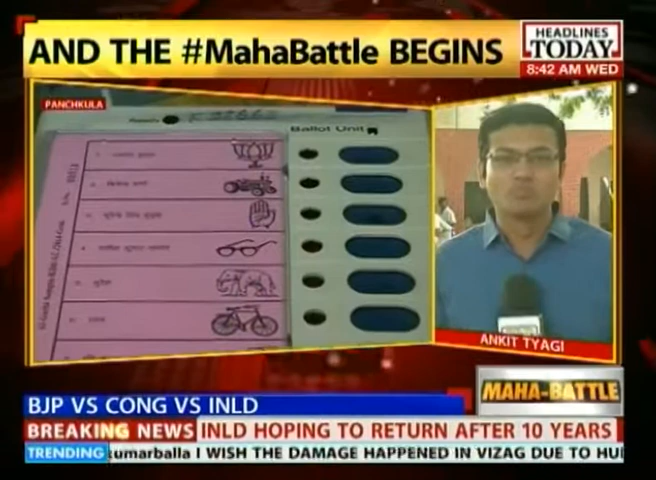 AND THE #MahaBattle BEGINS
HEADLINES
TODAY
8:42 AM WED
PANCHKULA
Ballot Unit
ANKIT TYAGI
MAHA-BATTLE
BJP VS CONG VS INLD
BREAKING NEWS INLD HOPING TO RETURN AFTER 10 YEARS
TRENDING umarballa I WISH THE DAMAGE HAPPENED IN VIZAG DUE TO HU